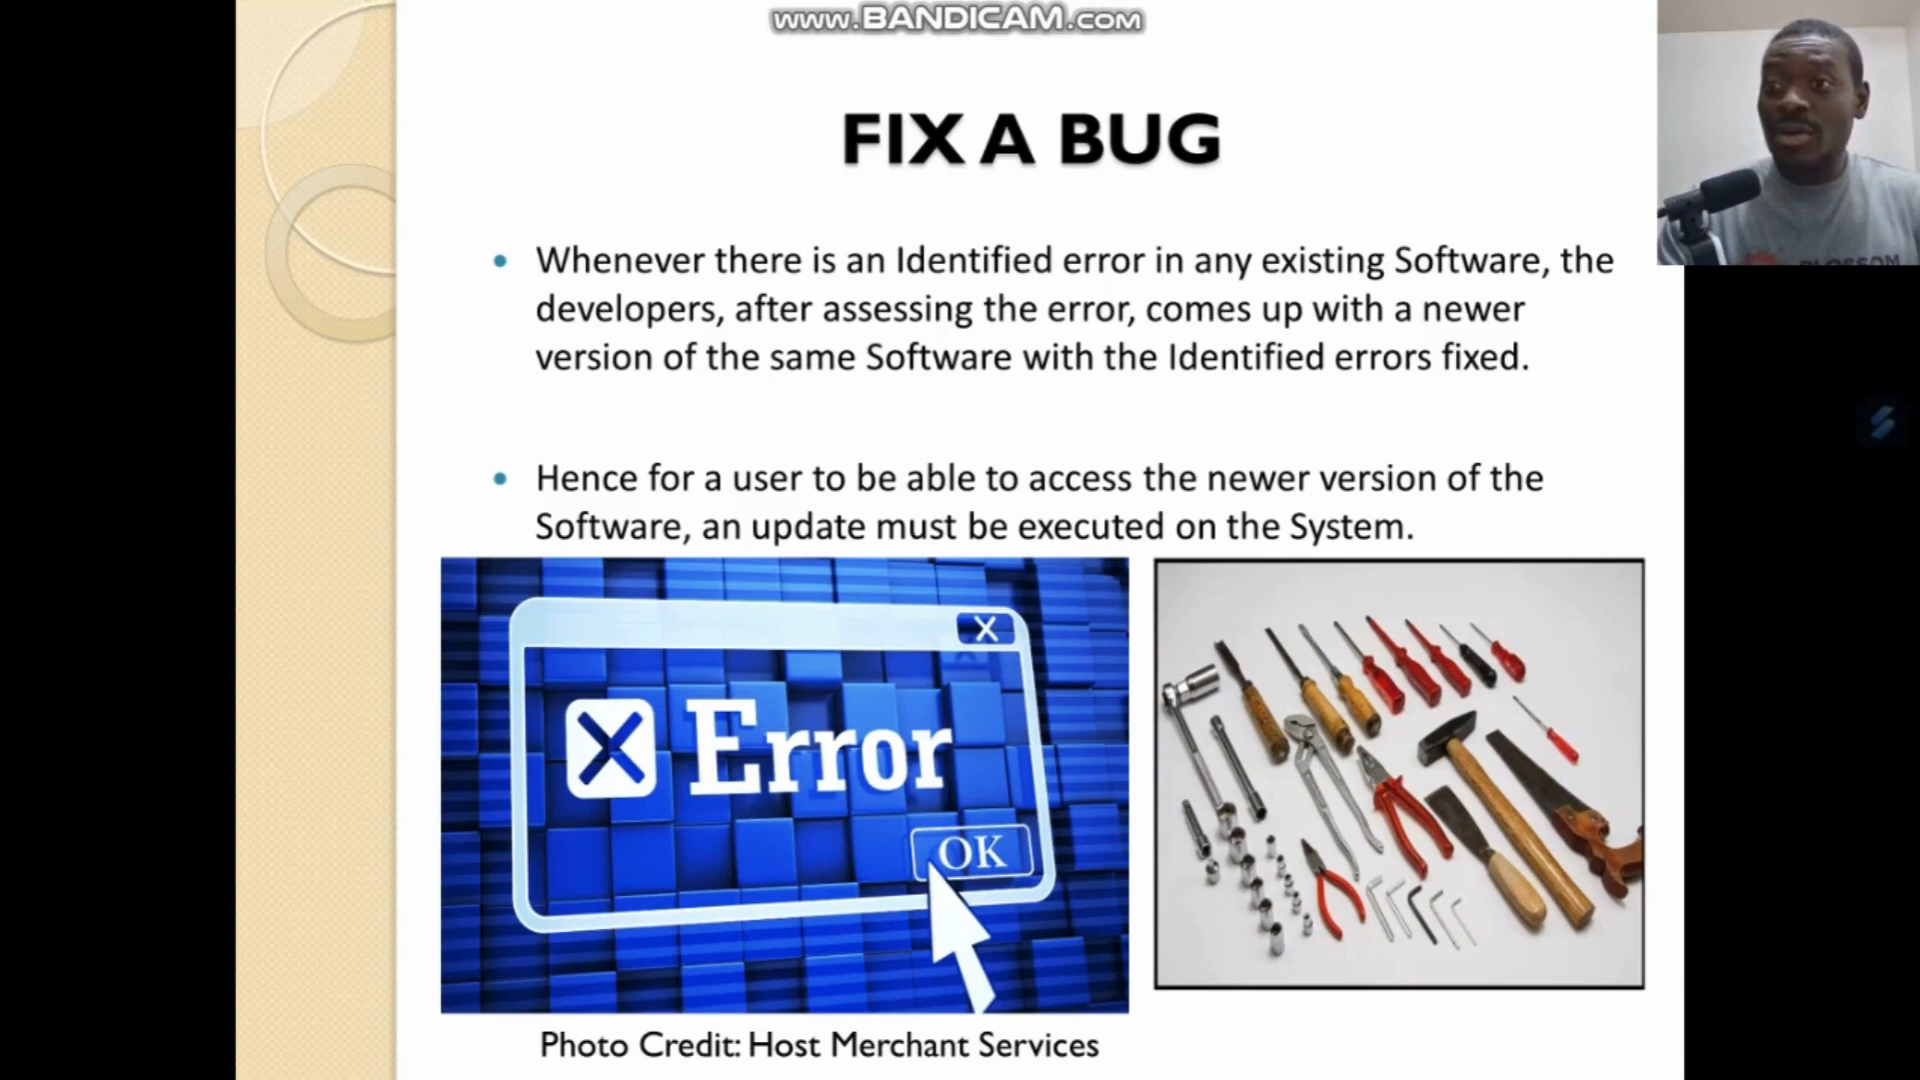 www.BANDICAM.com
FIX A BUG
• Whenever there is an Identified error in any existing Software, the
developers, after assessing the error, comes up with a newer
version of the same Software with the Identified errors fixed.
• Hence for a user to be able to access the newer version of the
Software, an update must be executed on the System.
X
X Error
OK
Photo Credit: Host Merchant Services
BLOSSOM